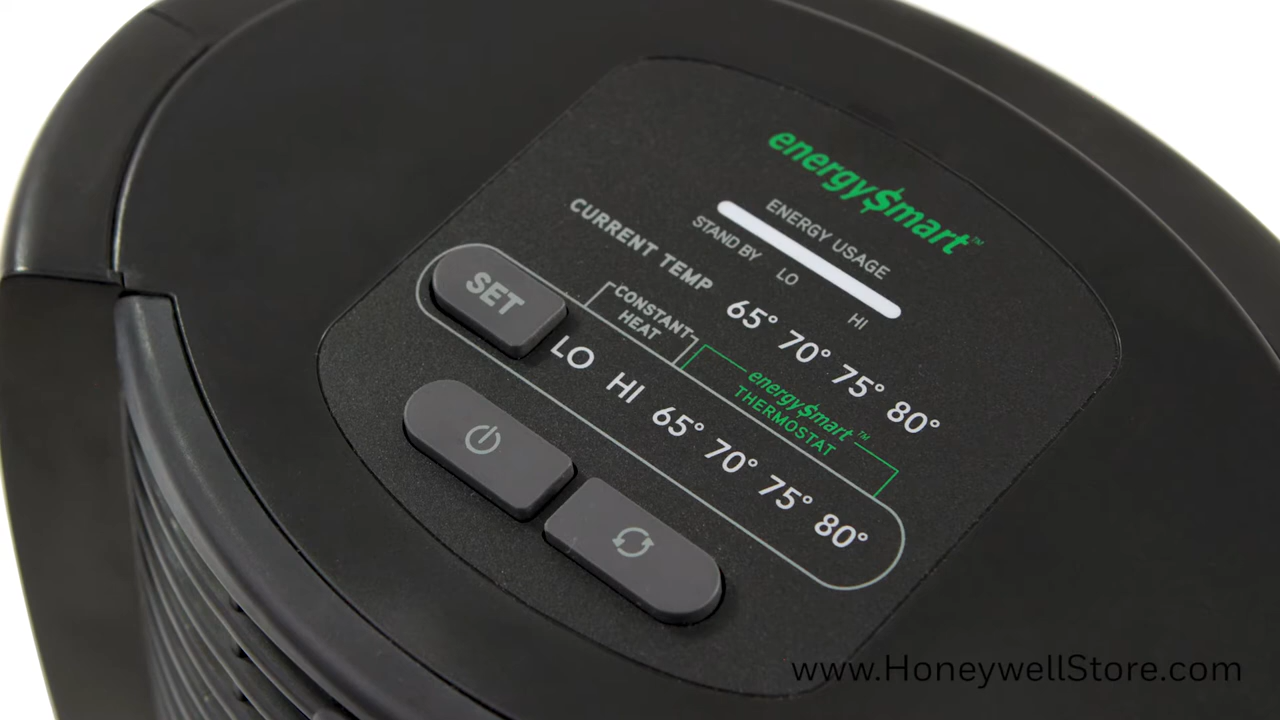 energy$mart™
ENERGY USAGE
STAND BY LO HI
CURRENT TEMP 65° 70° 75° 80°
SET
CONSTANT
HEAT
energy$mart™
THERMOSTAT
LO HI 65° 70° 75° 80°
www.HoneywellStore.com